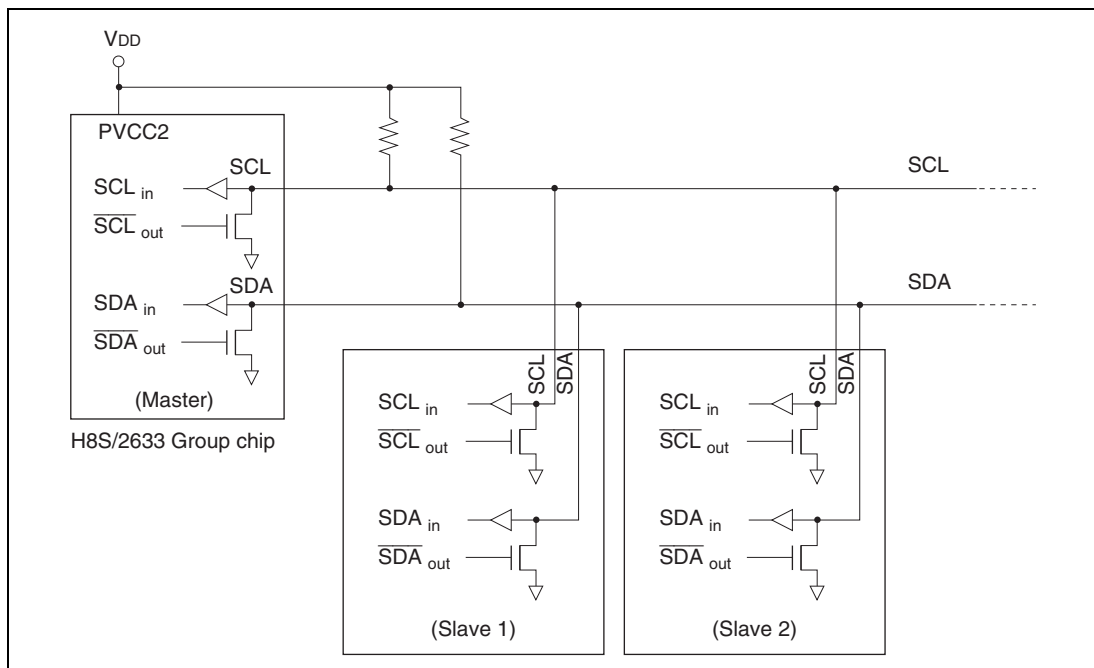 VDD
PVCC2
SCL
SCL in
SCL out
SDA
SDA in
SDA out
(Master)
H8S/2633 Group chip
SCL
SDA
SCL
SDA
SCL in
SCL out
SDA in
SDA out
(Slave 1)
SCL
SDA
SCL in
SCL out
SDA in
SDA out
(Slave 2)